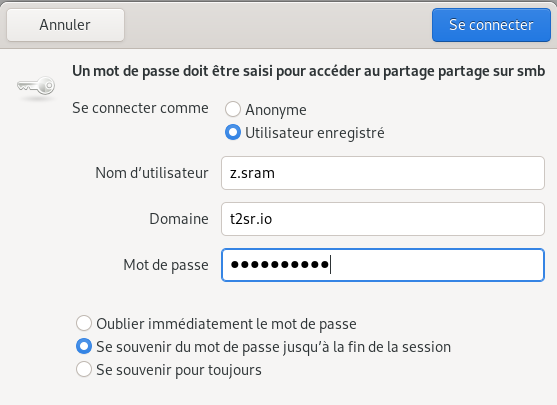 Annuler
Se connecter
Un mot de passe doit être saisi pour accéder au partage partage sur smb
Se connecter comme
Anonyme
Utilisateur enregistré
Nom d’utilisateur
z.sram
Domaine
t2sr.io
Mot de passe
●●●●●●●●●●
Oublier immédiatement le mot de passe
Se souvenir du mot de passe jusqu’à la fin de la session
Se souvenir pour toujours